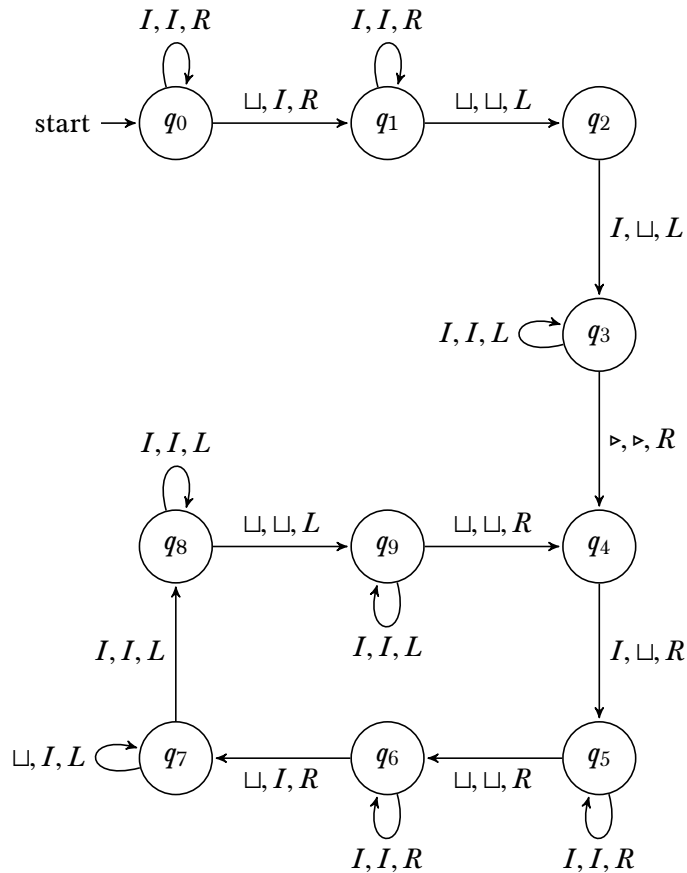 I, I, R I, I, R
start q₀ ⊔, I, R q₁ ⊔, ⊔, L q₂
I, ⊔, L
I, I, L q₃
▹, ▹, R
I, I, L
q₈ ⊔, ⊔, L q₉ ⊔, ⊔, R q₄
I, I, L
I, I, L I, ⊔, R
⊔, I, L q₇ ⊔, I, R q₆ ⊔, ⊔, R q₅
I, I, R I, I, R